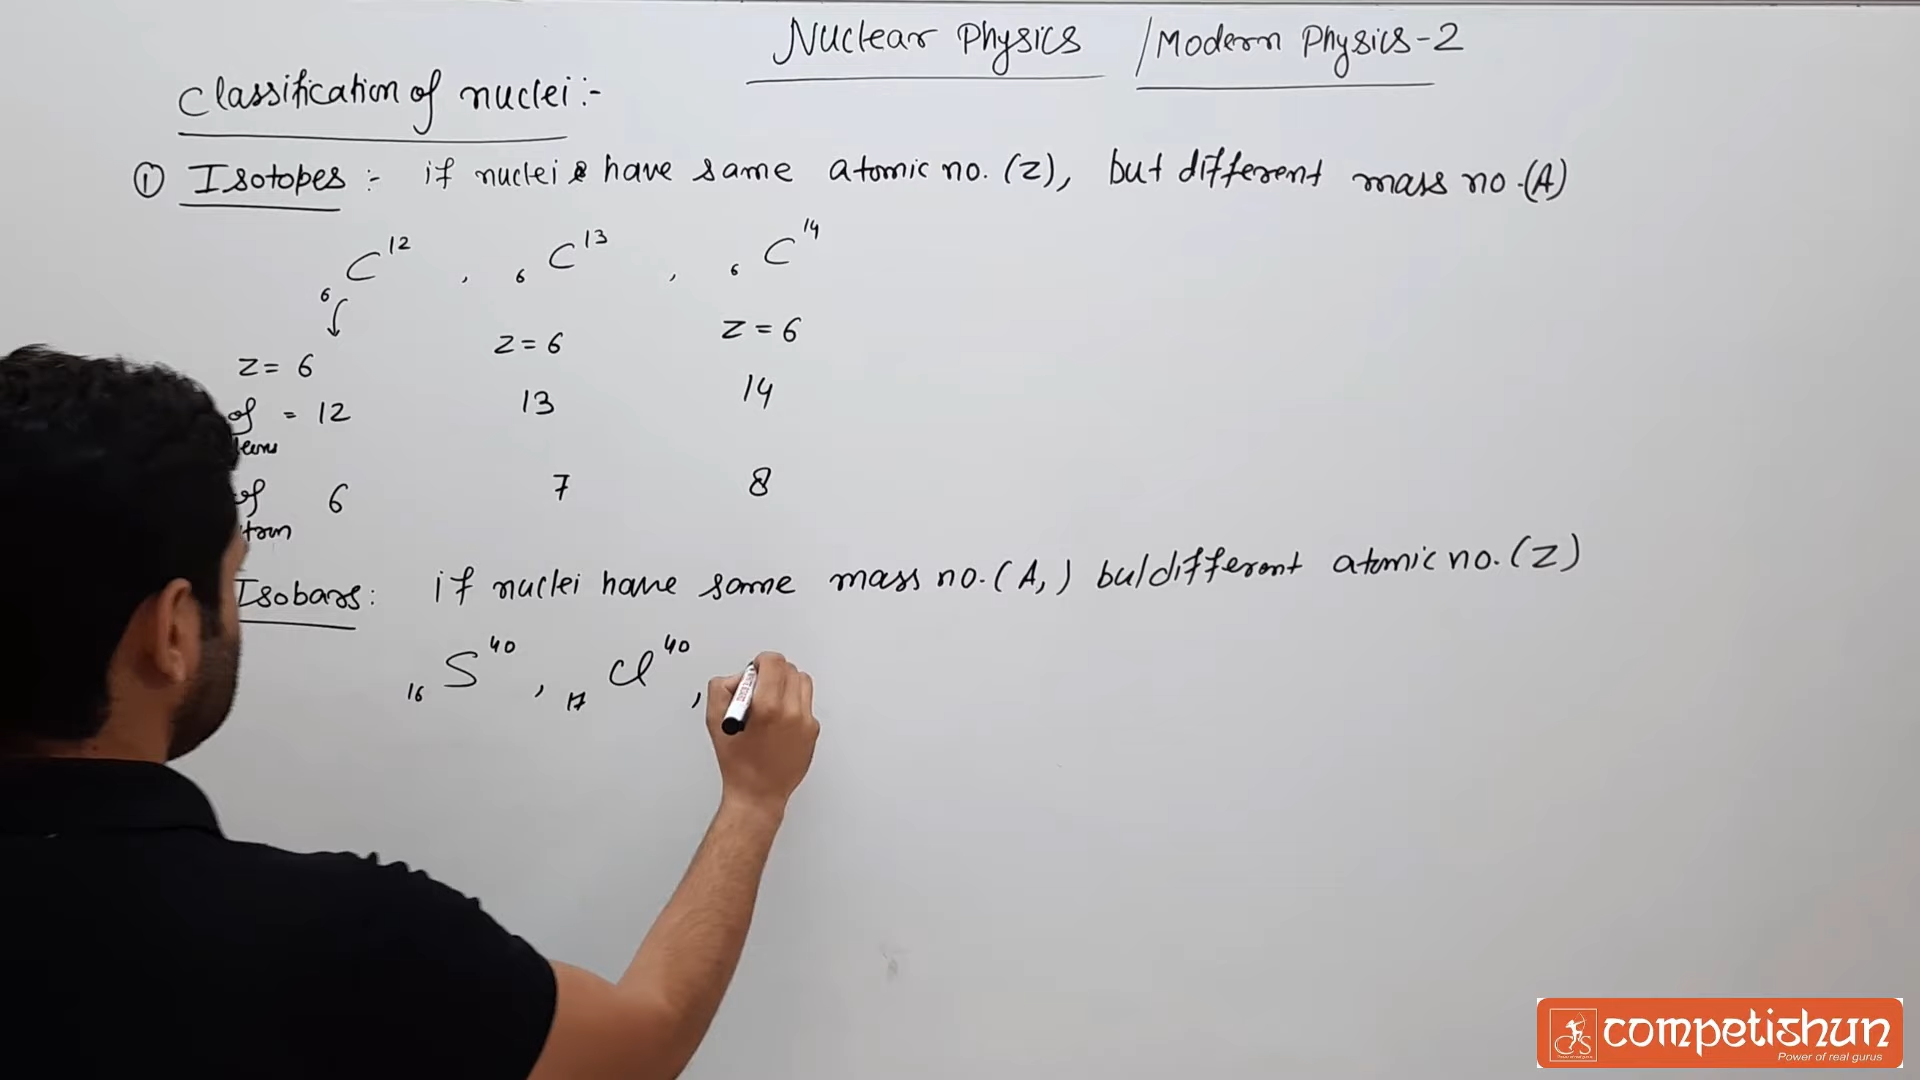 Nuclear Physics / Modern Physics-2
Classification of nuclei :-
① Isotopes :- if nuclei have same atomic no. (Z), but different mass no. (A)
₆C¹² , ₆C¹³ , ₆C¹⁴
Z = 6 Z = 6 Z = 6
of = 12 13 14
of 6 7 8
Isobars : if nuclei have same mass no. (A,) but different atomic no. (Z)
₁₆S⁴⁰ , ₁₇Cl⁴⁰ ,
competishun
Power of real gurus